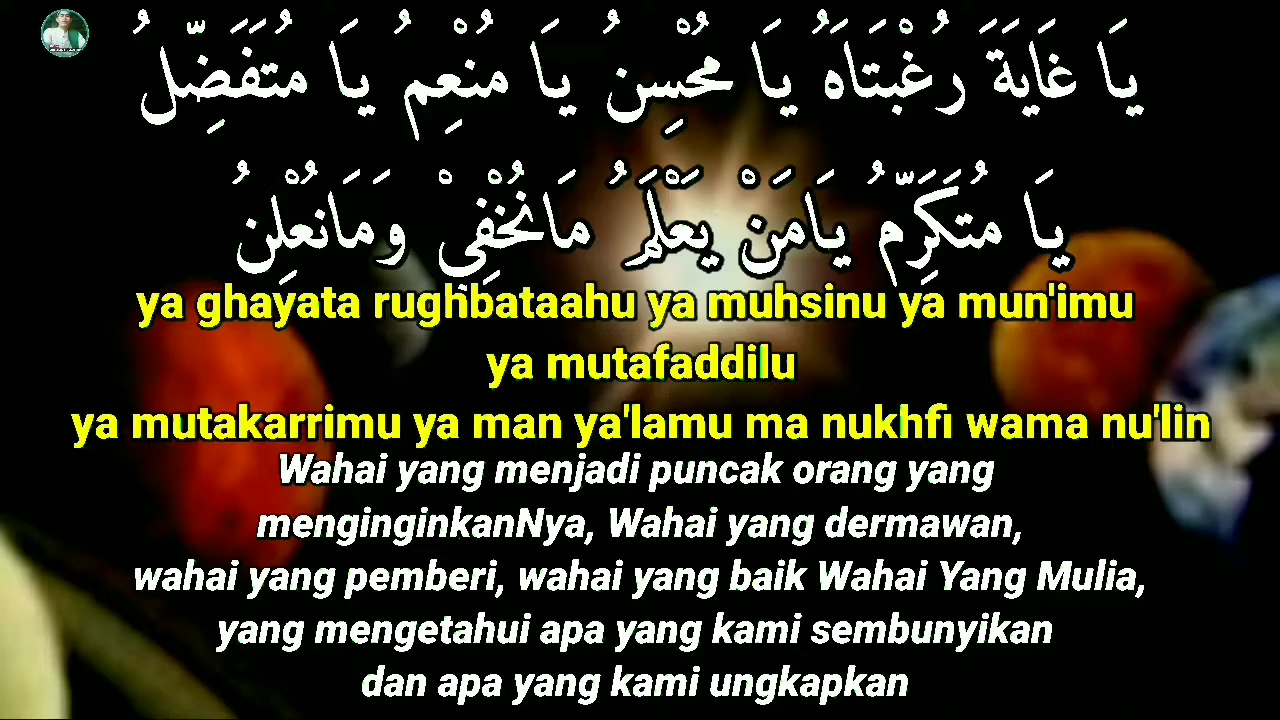 يَا غَايَةَ رُغْبَتَاهُ يَا مُحْسِنُ يَا مُنْعِمُ يَا مُتَفَضِّلُ
يَا مُتَكَرِّمُ يَامَنْ يَعْلَمُ مَانُخْفِيْ وَمَانُعْلِنُ
ya ghayata rughbataahu ya muhsinu ya mun'imu
ya mutafaddilu
ya mutakarrimu ya man ya'lamu ma nukhfi wama nu'lin
Wahai yang menjadi puncak orang yang
menginginkanNya, Wahai yang dermawan,
wahai yang pemberi, wahai yang baik Wahai Yang Mulia,
yang mengetahui apa yang kami sembunyikan
dan apa yang kami ungkapkan